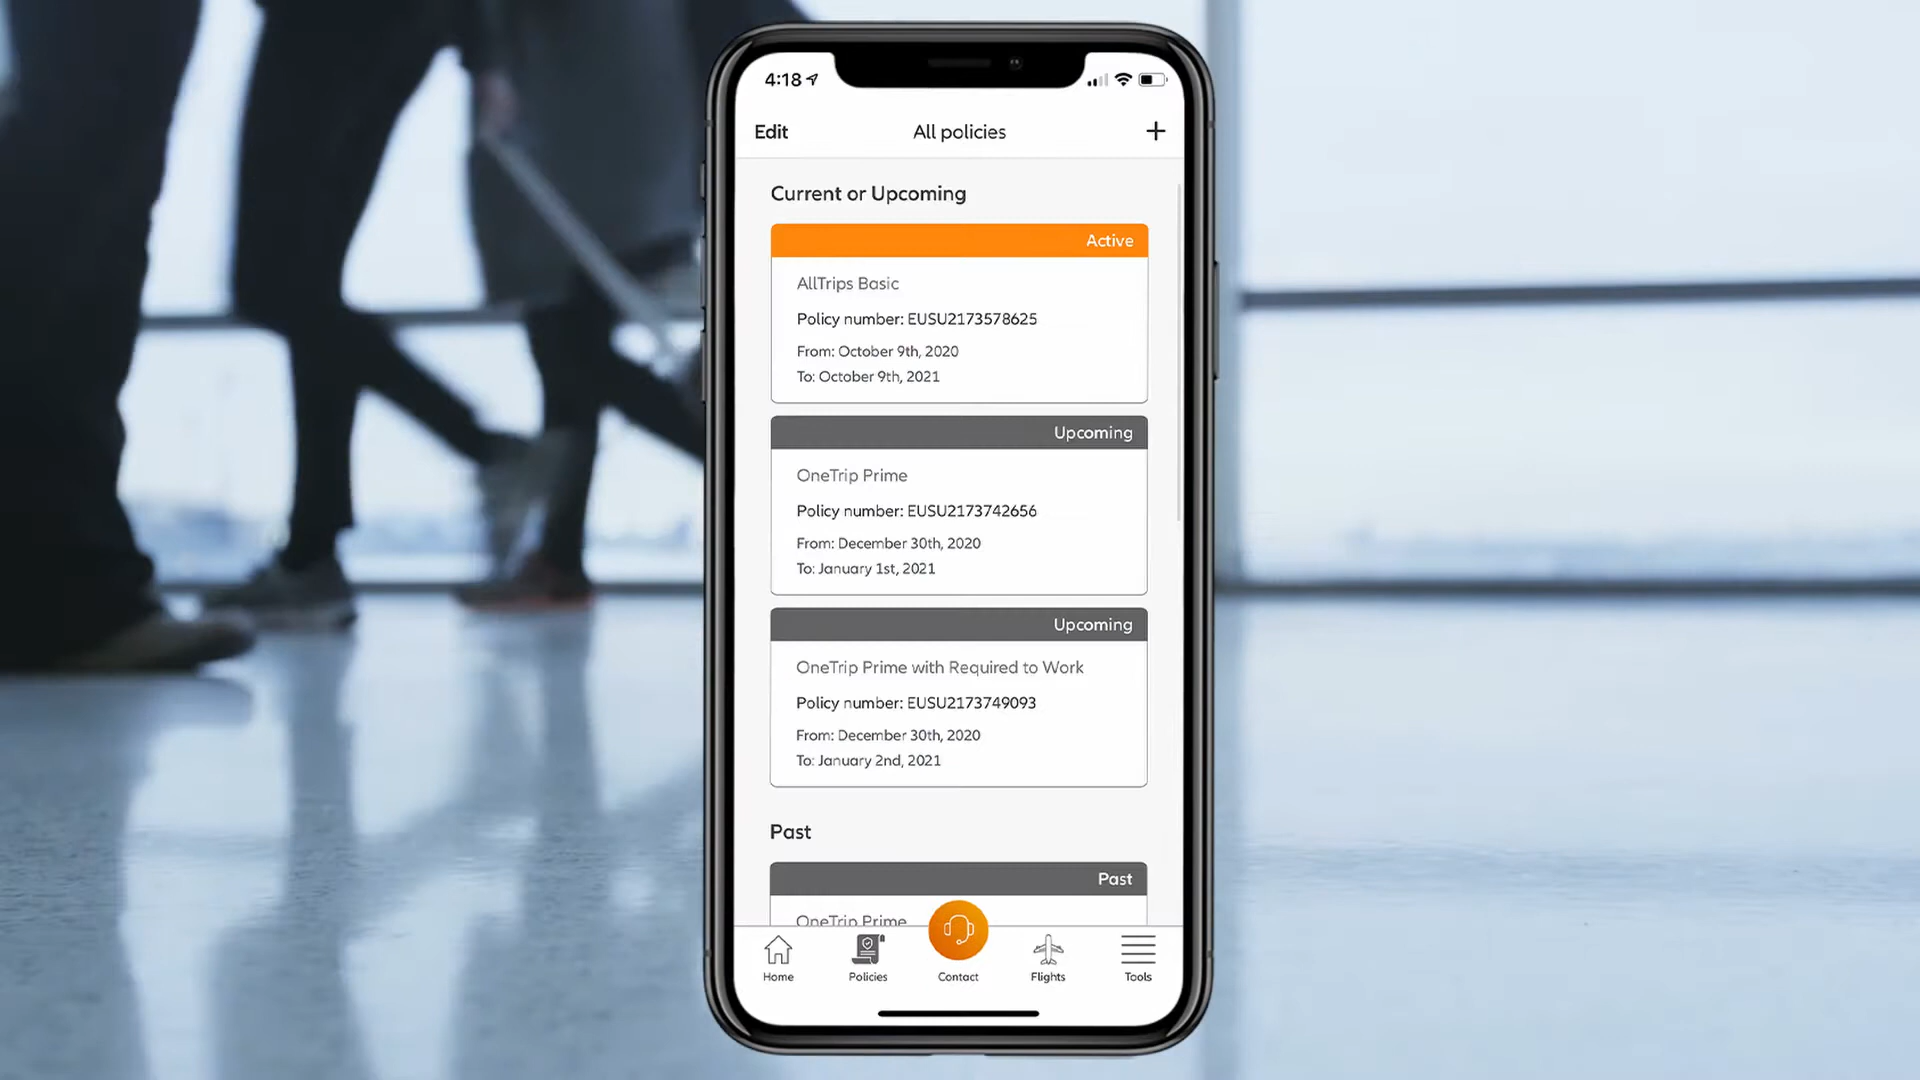 4:18
Edit
All policies
Current or Upcoming
Active
AllTrips Basic
Policy number: EUSU2173578625
From: October 9th, 2020
To: October 9th, 2021
Upcoming
OneTrip Prime
Policy number: EUSU2173742656
From: December 30th, 2020
To: January 1st, 2021
Upcoming
OneTrip Prime with Required to Work
Policy number: EUSU2173749093
From: December 30th, 2020
To: January 2nd, 2021
Past
Past
OneTrip Prime
Home
Policies
Contact
Flights
Tools